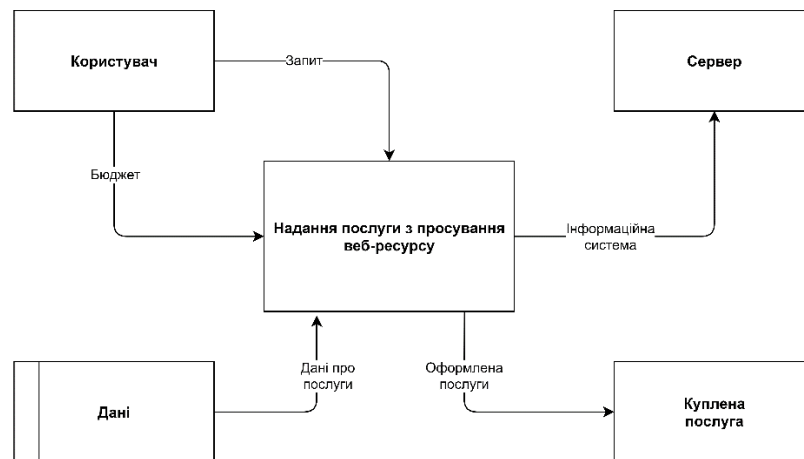 Користувач
Запит
Сервер
Бюджет
Надання послуги з просування
веб-ресурсу
Інформаційна
система
Дані про
послуги
Оформлена
послуги
Дані
Куплена
послуга